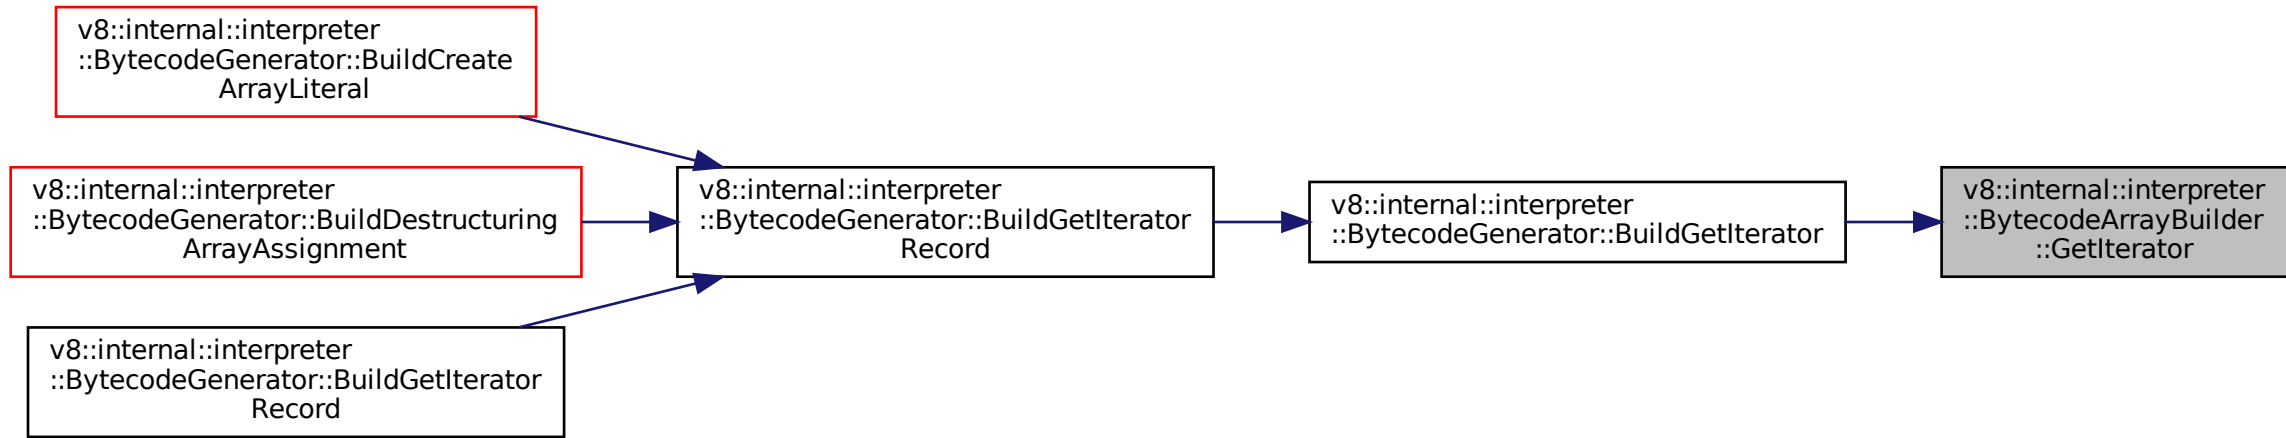 v8::internal::interpreter
::BytecodeGenerator::BuildCreate
ArrayLiteral
v8::internal::interpreter
::BytecodeGenerator::BuildDestructuring
ArrayAssignment
v8::internal::interpreter
::BytecodeGenerator::BuildGetIterator
Record
v8::internal::interpreter
::BytecodeGenerator::BuildGetIterator
Record
v8::internal::interpreter
::BytecodeGenerator::BuildGetIterator
v8::internal::interpreter
::BytecodeArrayBuilder
::GetIterator